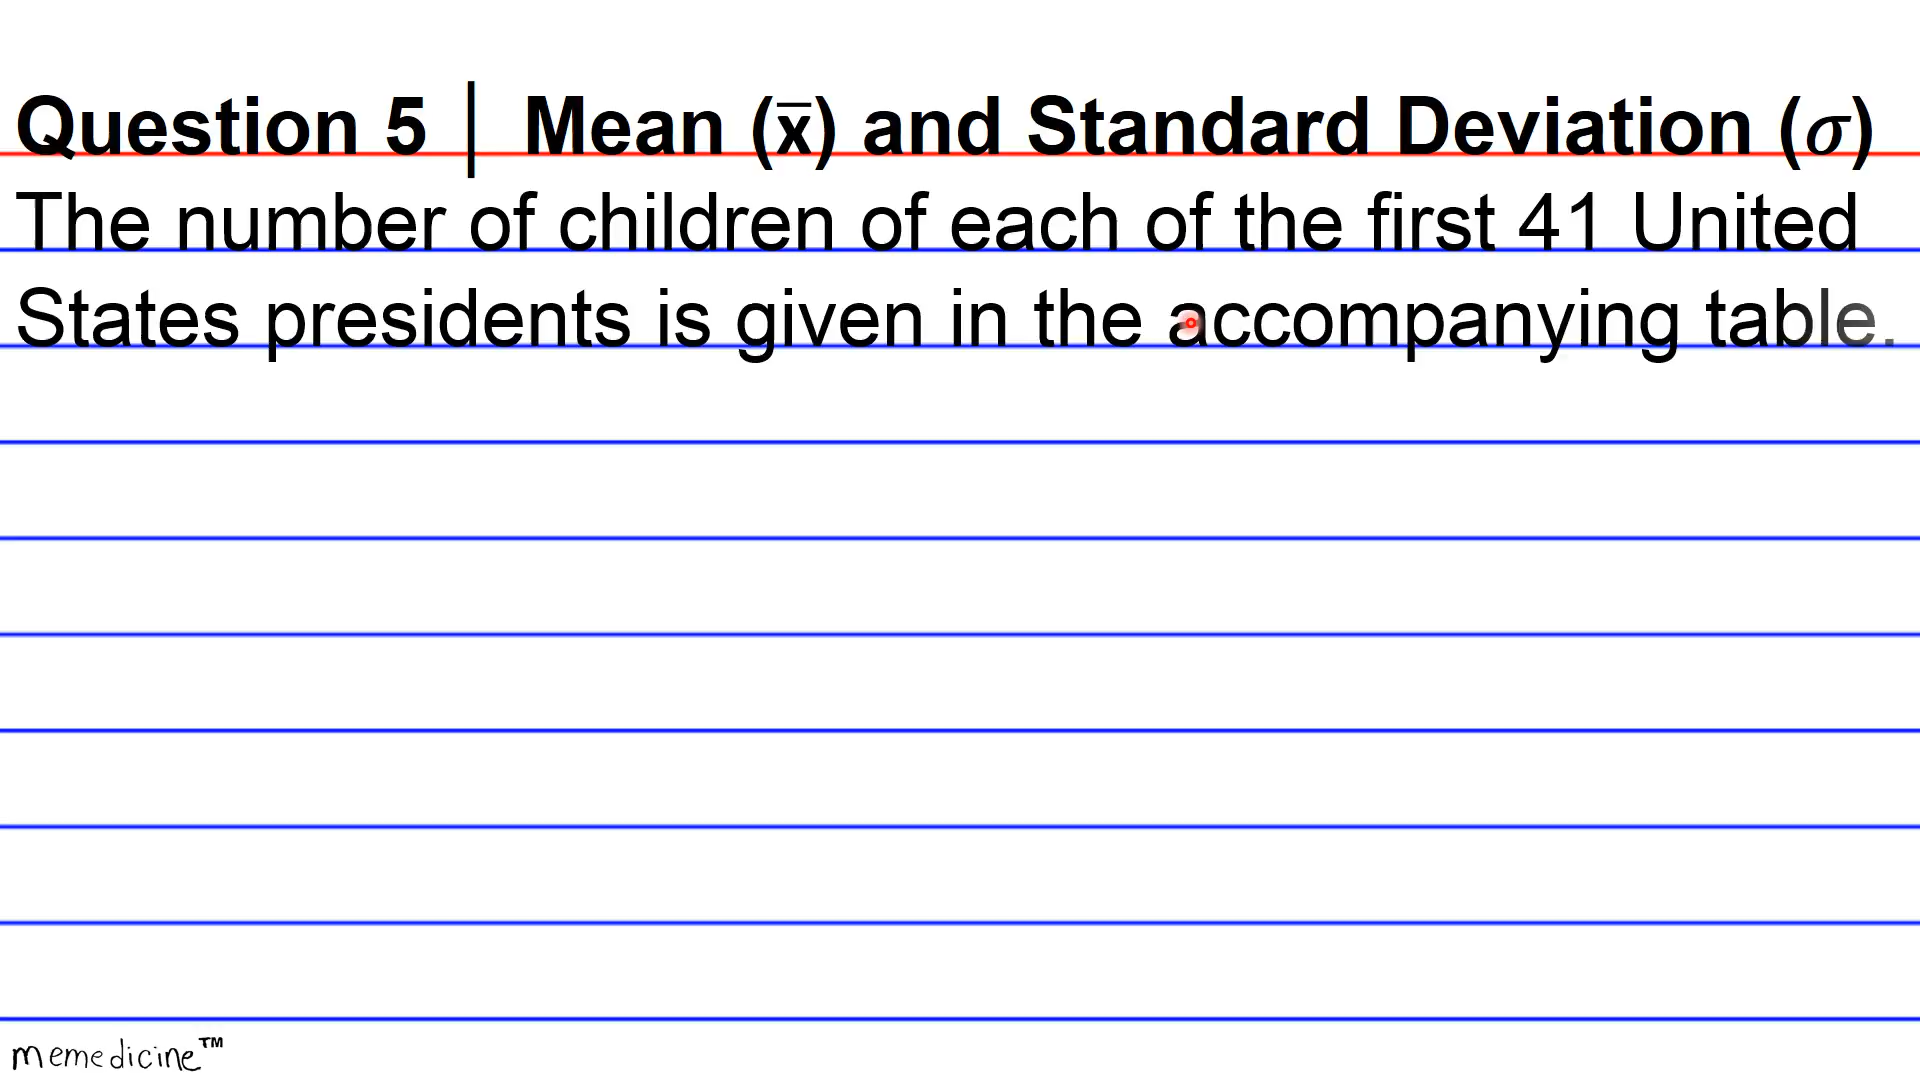 Question 5 │ Mean (x̅) and Standard Deviation (σ)
The number of children of each of the first 41 United
States presidents is given in the accompanying table.
memedicine™